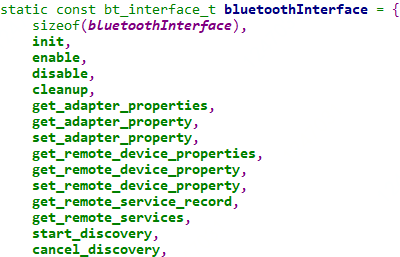 static const bt_interface_t bluetoothInterface = {
sizeof(bluetoothInterface),
init,
enable,
disable,
cleanup,
get_adapter_properties,
get_adapter_property,
set_adapter_property,
get_remote_device_properties,
get_remote_device_property,
set_remote_device_property,
get_remote_service_record,
get_remote_services,
start_discovery,
cancel_discovery,